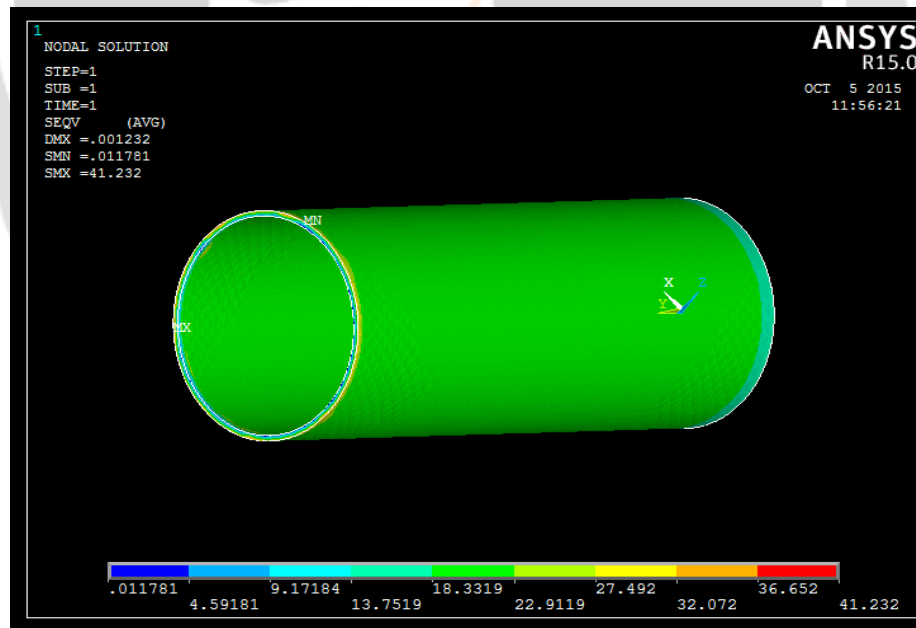 1
NODAL SOLUTION
STEP=1
SUB =1
TIME=1
SEQV (AVG)
DMX =.001232
SMN =.011781
SMX =41.232
ANSYS
R15.0
OCT 5 2015
11:56:21
MN
MX
X
Z
Y
.011781 9.17184 18.3319 27.492 36.652
4.59181 13.7519 22.9119 32.072 41.232